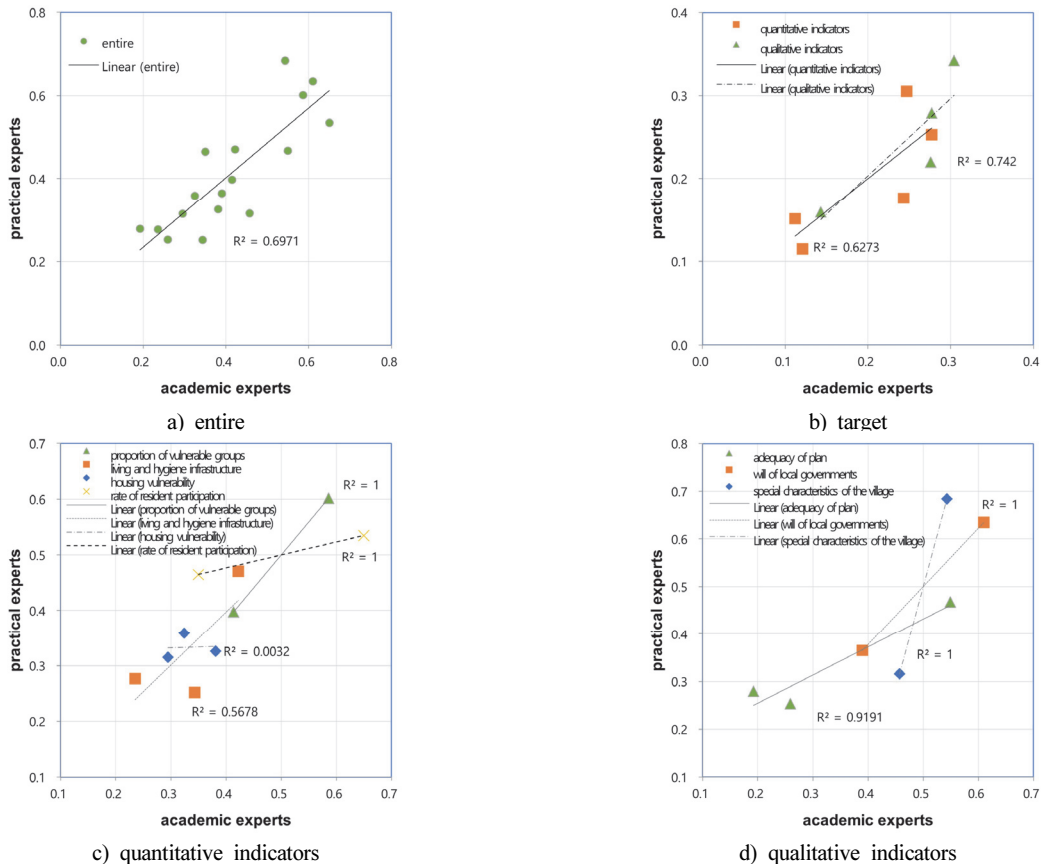 0.8
entire
Linear (entire)
0.6
practical experts
0.4
0.2
R² = 0.6971
0.0
0.0 0.2 0.4 0.6 0.8
academic experts
a) entire
0.4
quantitative indicators
qualitative indicators
Linear (quantitative indicators)
Linear (qualitative indicators)
0.3
practical experts
0.2
R² = 0.742
0.1
R² = 0.6273
0.0
0.0 0.1 0.2 0.3 0.4
academic experts
b) target
0.7
proportion of vulnerable groups
living and hygiene infrastructure
housing vulnerability
rate of resident participation
Linear (proportion of vulnerable groups)
Linear (living and hygiene infrastructure)
Linear (housing vulnerability)
Linear (rate of resident participation)
R² = 1
0.6
R² = 1
0.5
practical experts
0.4
R² = 0.0032
0.3
R² = 0.5678
0.2
0.1
0.1 0.2 0.3 0.4 0.5 0.6 0.7
academic experts
c) quantitative indicators
0.8
adequacy of plan
will of local governments
special characteristics of the village
Linear (adequacy of plan)
Linear (will of local governments)
Linear (special characteristics of the village)
0.7
R² = 1
0.6
0.5
practical experts
0.4
R² = 1
0.3
R² = 0.9191
0.2
0.1
0.1 0.2 0.3 0.4 0.5 0.6 0.7
academic experts
d) qualitative indicators